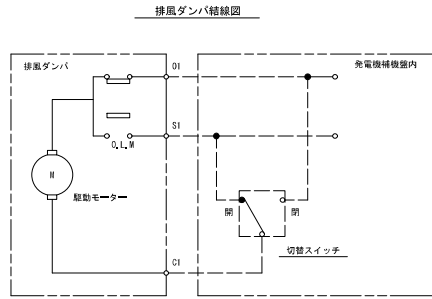 排風ダンパ結線図
排風ダンパ
O1
発電機補機盤内
S1
O.L.M
M
駆動モーター
開
閉
切替スイッチ
C1